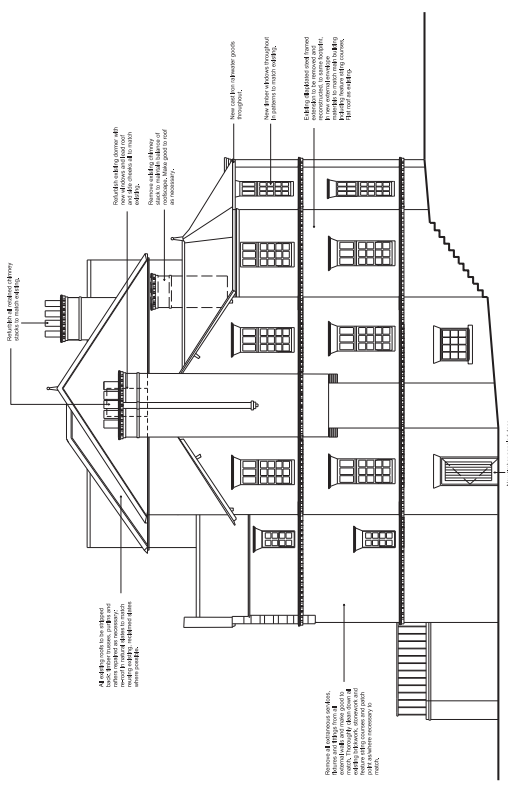 Refurbish all retained chimney
stacks to match existing.
Refurbish existing dormer with
new windows and lead roof
and side cheeks all to match
existing.
Remove existing chimney
stack to maintain balance of
roofscape. Make good to roof
as necessary.
New cast iron rainwater goods
throughout.
New timber windows throughout
in patterns to match existing.
Existing dilapidated steel framed
extension to be removed and
reconstructed, to same footprint,
in new external envelope
materials to match main building
including feature string courses.
Flat roof as existing.
All existing roofs to be stripped
back; timber trusses, purlins and
rafters repaired as necessary;
re-roof in natural slates to match
reusing existing, reclaimed slates
where possible.
Remove all extraneous services,
fixtures and fittings from all
external walls and make good to
match. Thoroughly clean down all
existing brickwork, stonework and
feature string courses and patch
point as/where necessary to
match.